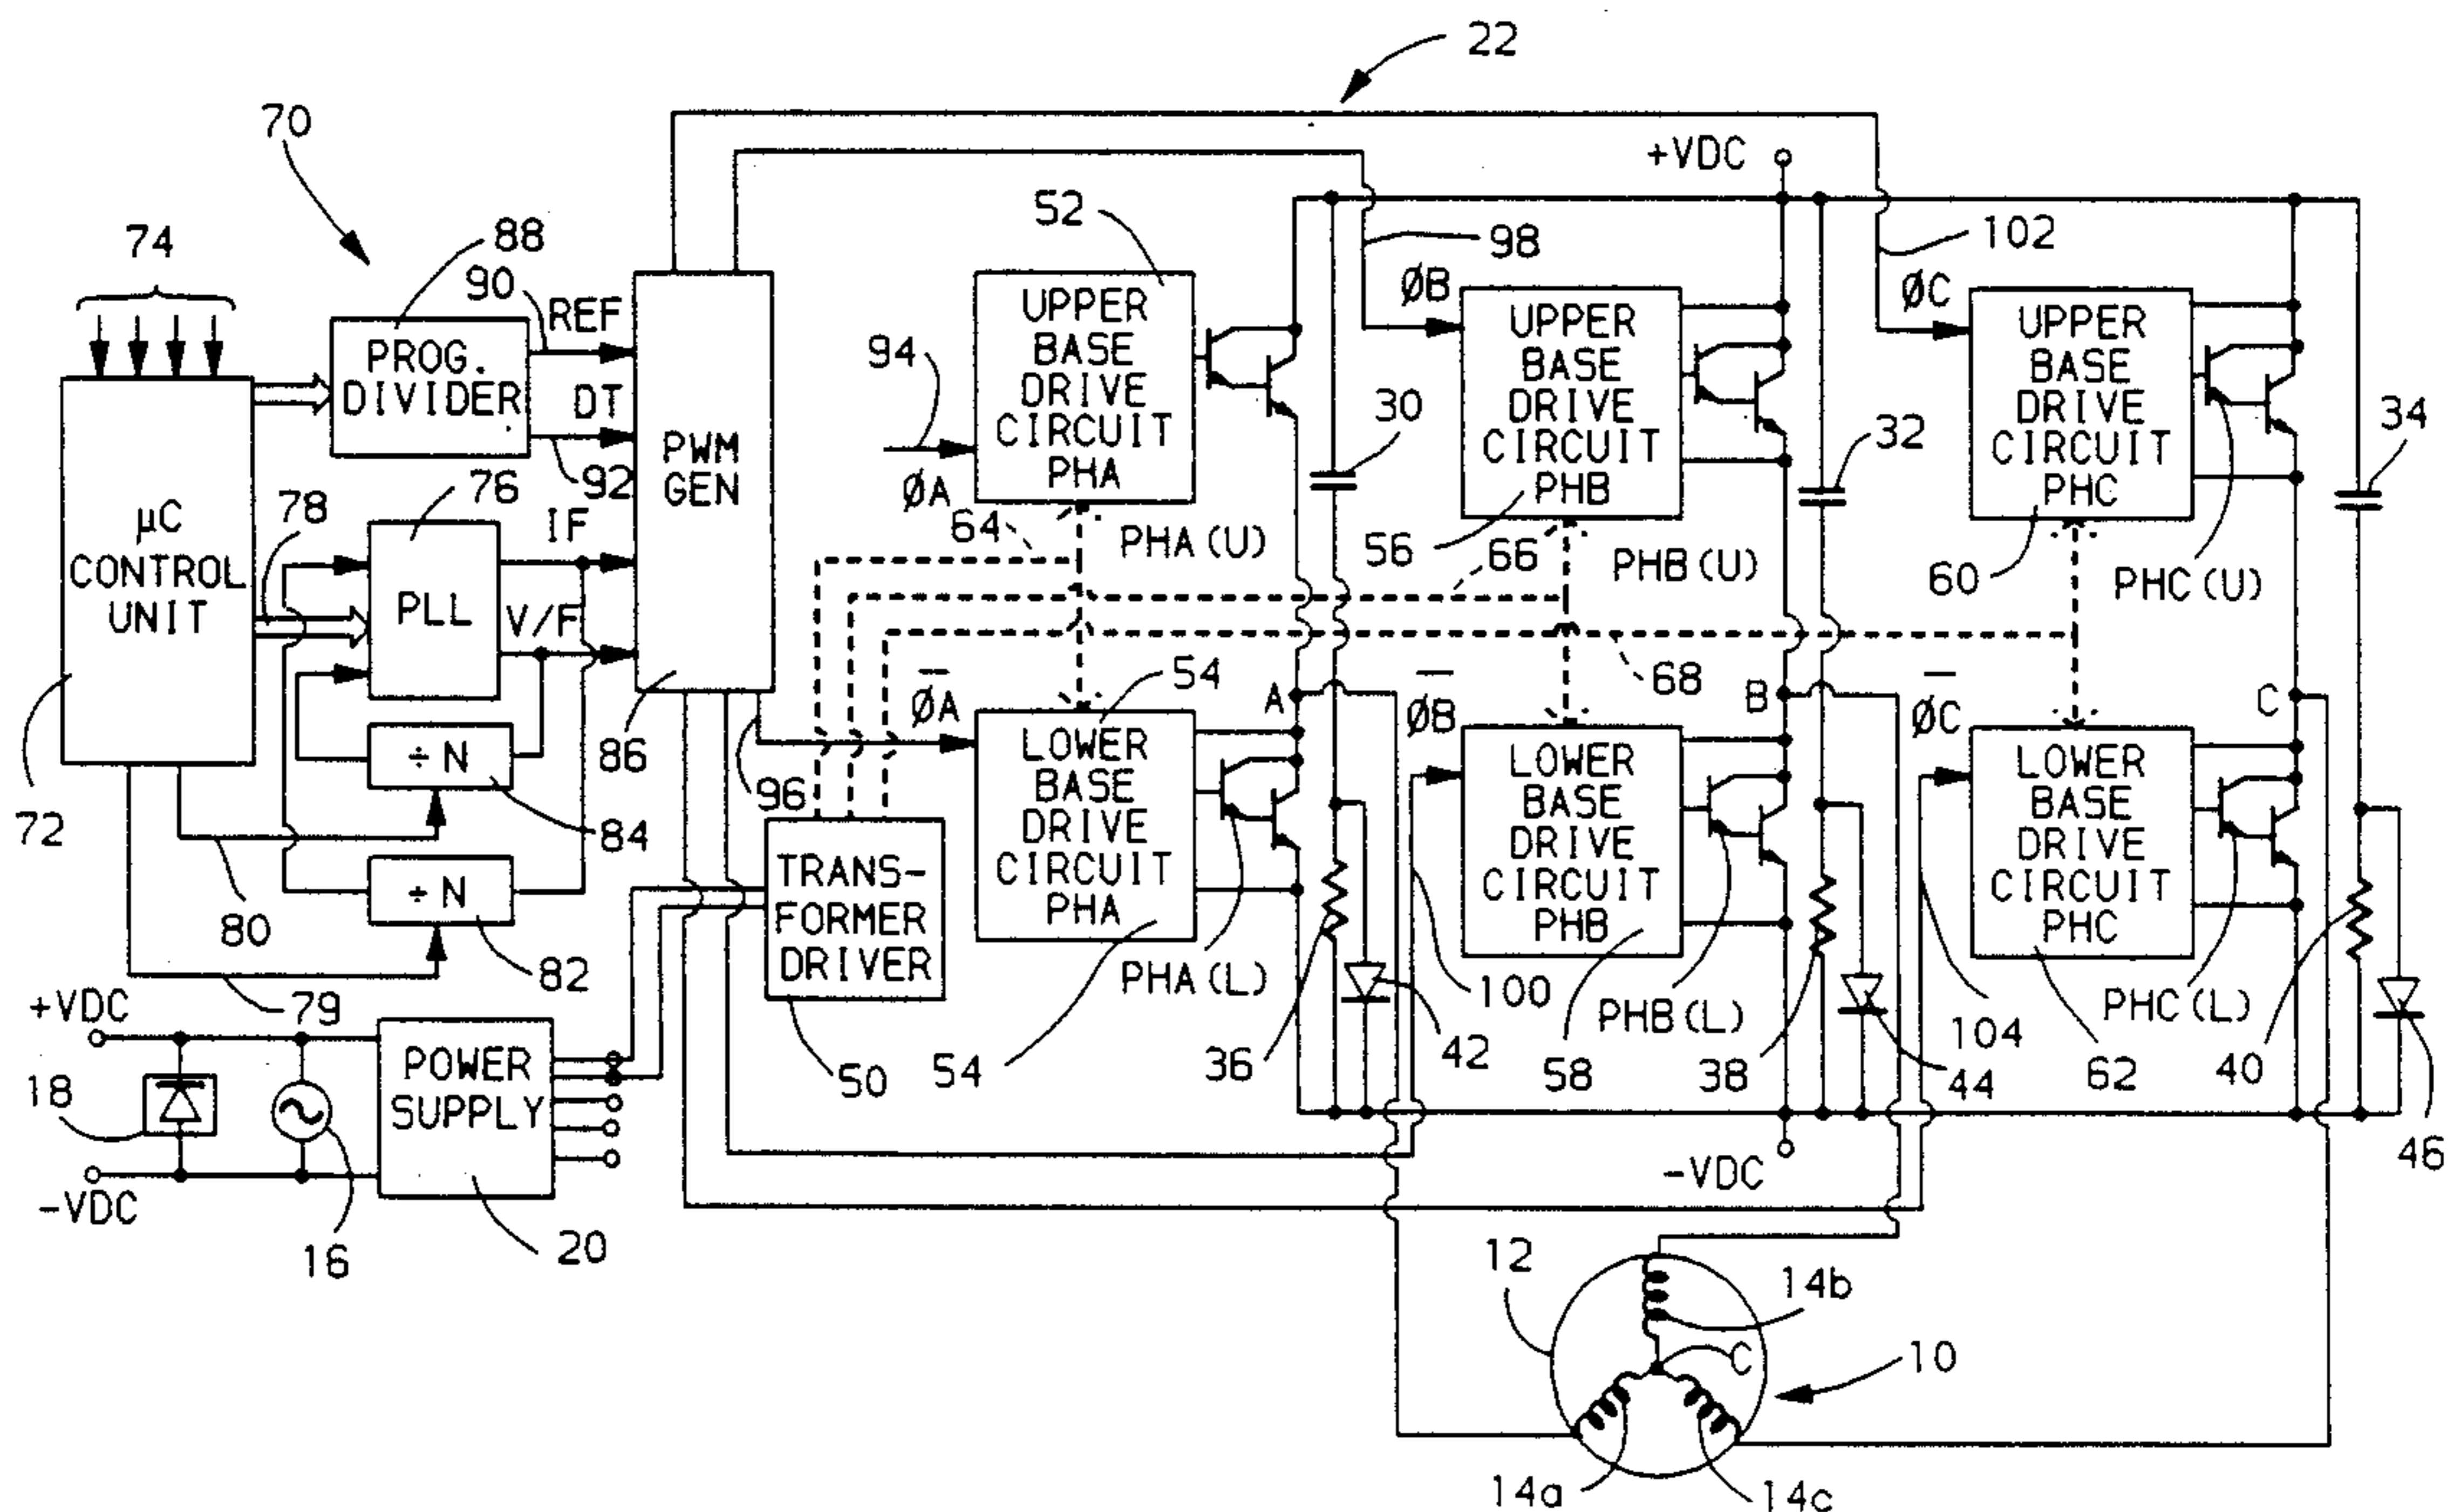 22
70
+VDC
52
88
98
102
74
90
REF
ØB
ØC
UPPER
BASE
DRIVE
CIRCUIT
PHA
UPPER
BASE
DRIVE
CIRCUIT
PHB
UPPER
BASE
DRIVE
CIRCUIT
PHC
PROG.
DIVIDER
DT
94
30
32
34
PWM
GEN
92
ØA
76
IF
78
µC
CONTROL
UNIT
64
PHA(U)
56
66
PHB(U)
60
PHC(U)
PLL
V/F
68
54
A
B
C
ØA̅
ØB̅
ØC̅
86
96
LOWER
BASE
DRIVE
CIRCUIT
PHA
LOWER
BASE
DRIVE
CIRCUIT
PHB
LOWER
BASE
DRIVE
CIRCUIT
PHC
÷N
72
84
TRANS-
FORMER
DRIVER
÷N
80
82
36
PHA(L)
42
100
PHB(L)
104
PHC(L)
79
+VDC
POWER
SUPPLY
50
54
58
38
44
62
40
18
46
-VDC
-VDC
16
20
12
14b
C
10
14a
14c